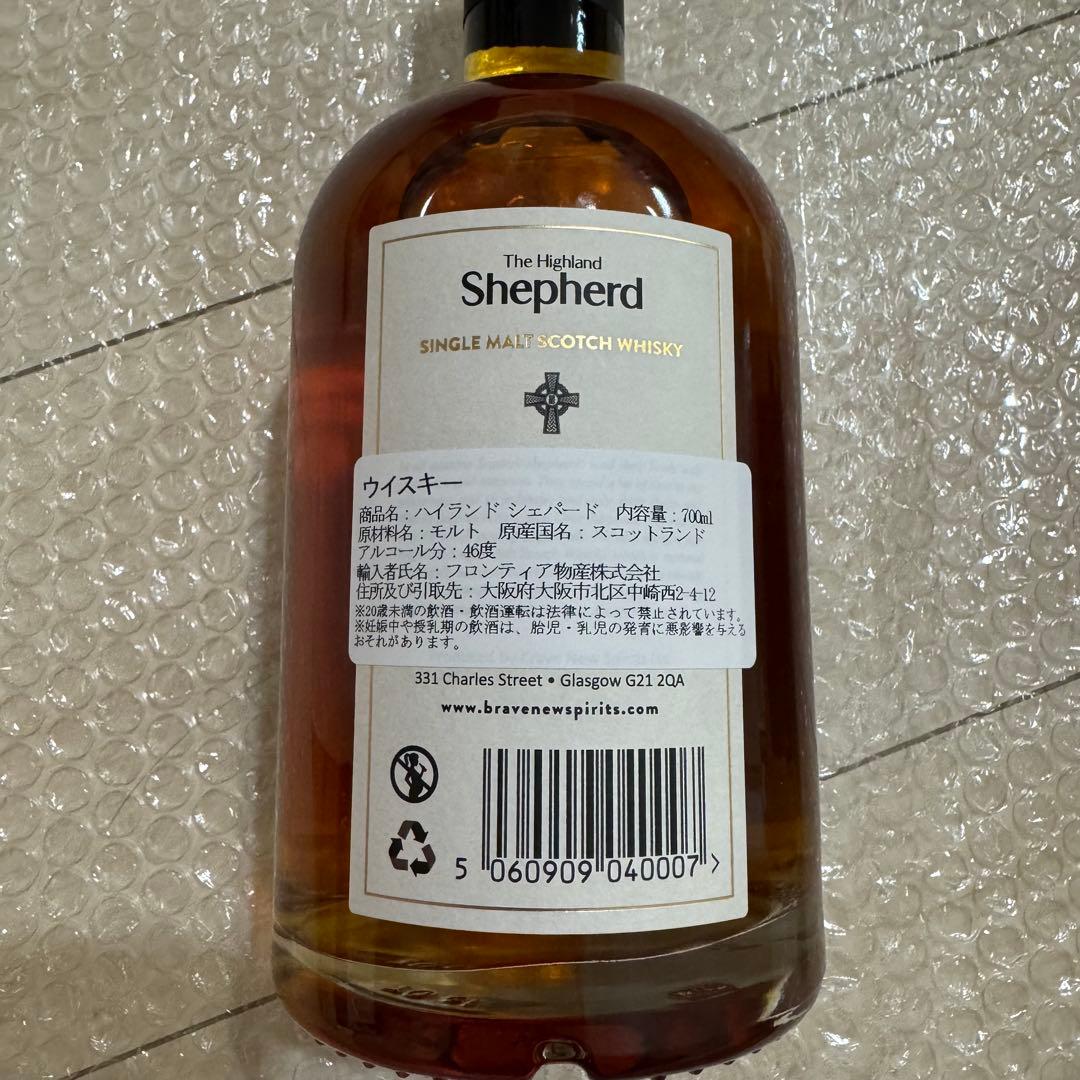 The Highland
Shepherd
SINGLE MALT SCOTCH WHISKY
ウイスキー
商品名：ハイランド シェパード　内容量：700ml
原材料名：モルト　原産国名：スコットランド
アルコール分：46度
輸入者氏名：フロンティア物産株式会社
住所及び引取先：大阪府大阪市北区中崎西2-4-12
※20歳未満の飲酒・飲酒運転は法律によって禁止されています。
※妊娠中や授乳期の飲酒は、胎児・乳児の発育に悪影響を与える
おそれがあります。
331 Charles Street • Glasgow G21 2QA
www.bravenewspirits.com
5 060909 040007 >